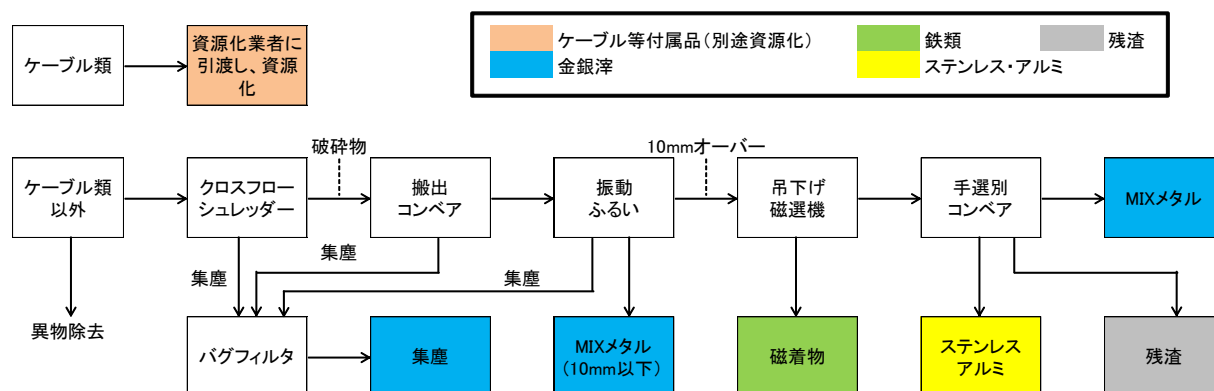 ケーブル類
資源化業者に
引渡し、資源
化
ケーブル等付属品(別途資源化)
鉄類
残渣
金銀滓
ステンレス・アルミ
破砕物
10mmオーバー
ケーブル類
以外
クロスフロー
シュレッダー
搬出
コンベア
振動
ふるい
吊下げ
磁選機
手選別
コンベア
MIXメタル
集塵
集塵
集塵
異物除去
バグフィルタ
集塵
MIXメタル
(10mm以下)
磁着物
ステンレス
アルミ
残渣